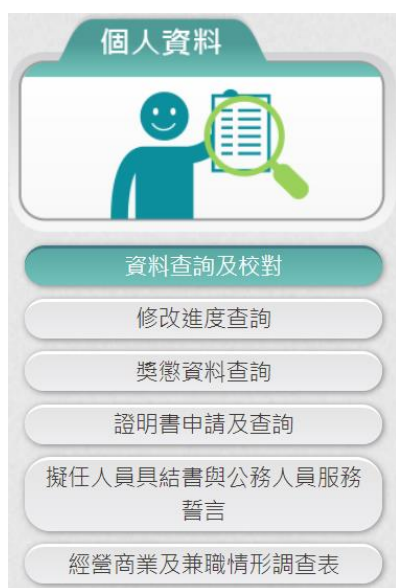 個人資料
資料查詢及校對
修改進度查詢
獎懲資料查詢
證明書申請及查詢
擬任人員具結書與公務人員服務
誓言
經營商業及兼職情形調查表